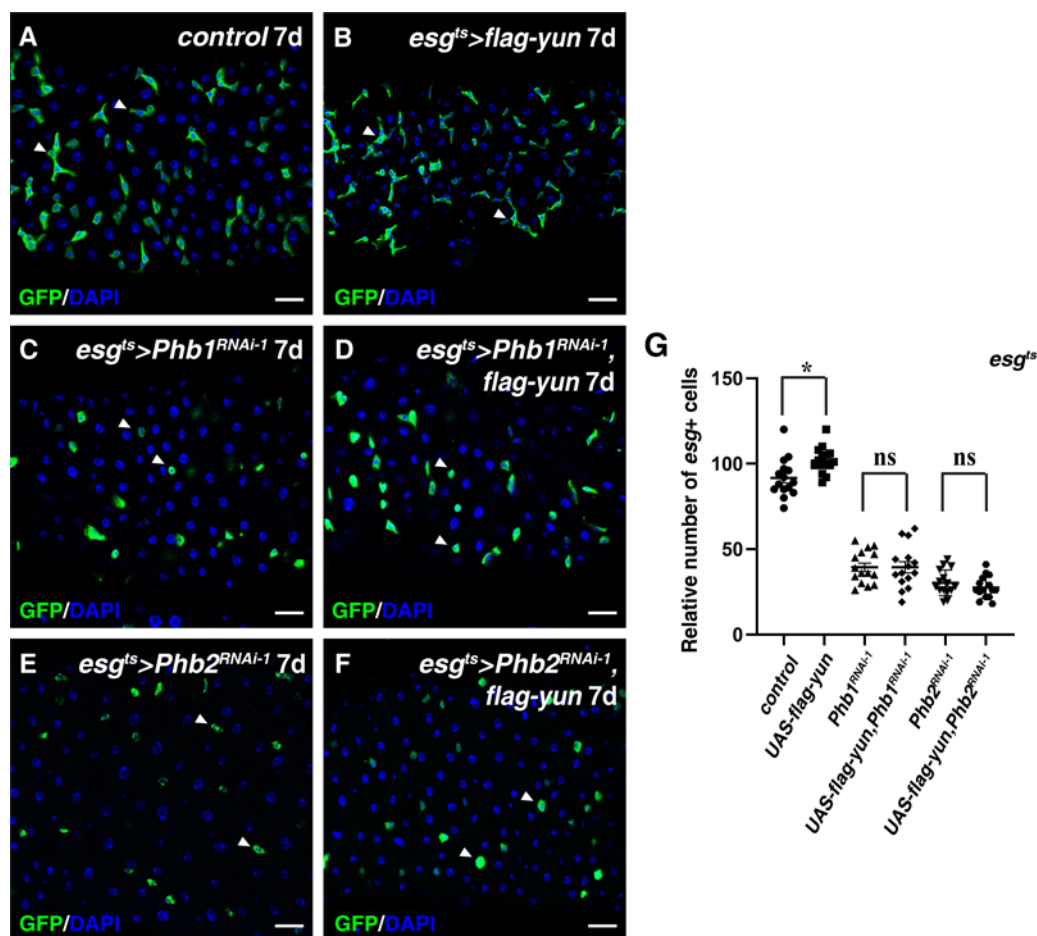 A control 7d
GFP/DAPI
B esgts>flag-yun 7d
GFP/DAPI
C esgts>Phb1RNAi-1 7d
GFP/DAPI
D esgts>Phb1RNAi-1,
flag-yun 7d
GFP/DAPI
E esgts>Phb2RNAi-1 7d
GFP/DAPI
F esgts>Phb2RNAi-1,
flag-yun 7d
GFP/DAPI
G
esgts
Relative number of esg+ cells
150
100
50
0
*
ns
ns
control
UAS-flag-yun
Phb1RNAi-1
UAS-flag-yun,Phb1RNAi-1
Phb2RNAi-1
UAS-flag-yun,Phb2RNAi-1